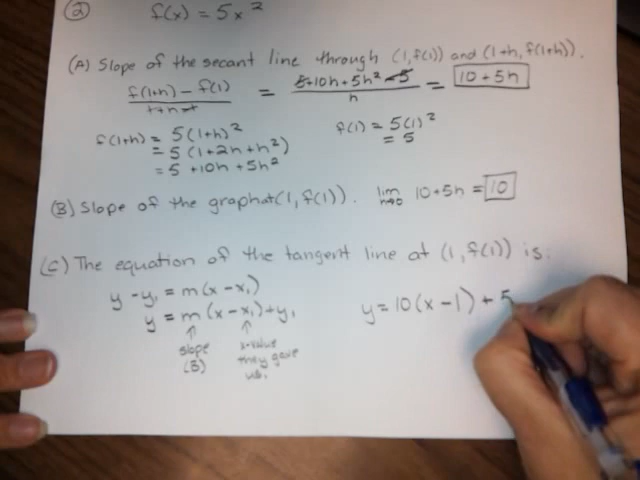 ② f(x) = 5x²
(A) Slope of the secant line through (1, f(1)) and (1+h, f(1+h)).
f(1+h) - f(1) / 1+h-1 = 5+10h+5h² - 5 / h = 10+5h
f(1+h) = 5(1+h)²
= 5(1+2h+h²)
= 5+10h+5h²
f(1) = 5(1)²
= 5
(B) Slope of the graph at (1, f(1)). lim h→0 10+5h = 10
(C) The equation of the tangent line at (1, f(1)) is.
y - y₁ = m(x - x₁)
y = m(x - x₁) + y₁
slope
(B)
x-value
they gave
us.
y = 10(x - 1) + 5